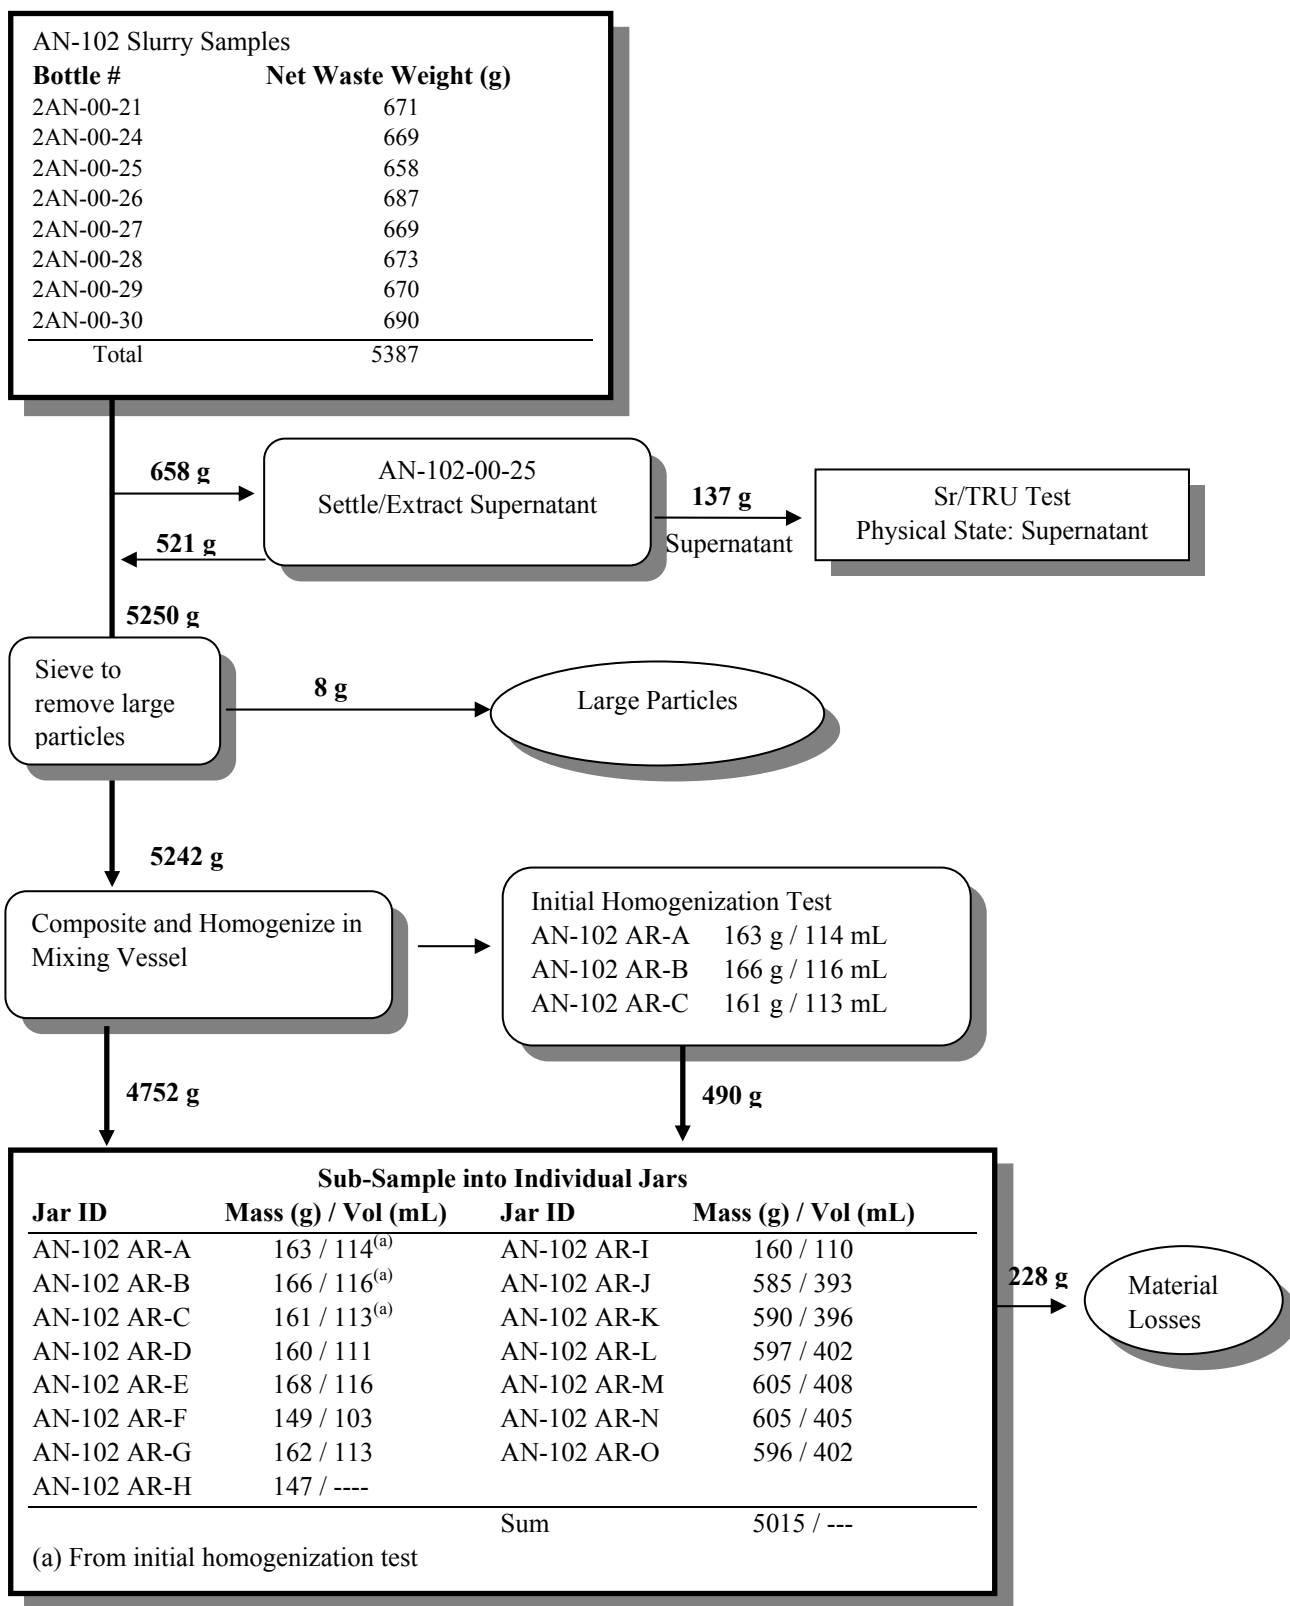 AN-102 Slurry Samples
Bottle # Net Waste Weight (g)
2AN-00-21 671
2AN-00-24 669
2AN-00-25 658
2AN-00-26 687
2AN-00-27 669
2AN-00-28 673
2AN-00-29 670
2AN-00-30 690
Total 5387
658 g
AN-102-00-25
Settle/Extract Supernatant
137 g
Supernatant
Sr/TRU Test
Physical State: Supernatant
521 g
5250 g
Sieve to
remove large
particles
8 g
Large Particles
5242 g
Composite and Homogenize in
Mixing Vessel
Initial Homogenization Test
AN-102 AR-A 163 g / 114 mL
AN-102 AR-B 166 g / 116 mL
AN-102 AR-C 161 g / 113 mL
4752 g
490 g
Sub-Sample into Individual Jars
Jar ID Mass (g) / Vol (mL) Jar ID Mass (g) / Vol (mL)
AN-102 AR-A 163 / 114(a) AN-102 AR-I 160 / 110
AN-102 AR-B 166 / 116(a) AN-102 AR-J 585 / 393
AN-102 AR-C 161 / 113(a) AN-102 AR-K 590 / 396
AN-102 AR-D 160 / 111 AN-102 AR-L 597 / 402
AN-102 AR-E 168 / 116 AN-102 AR-M 605 / 408
AN-102 AR-F 149 / 103 AN-102 AR-N 605 / 405
AN-102 AR-G 162 / 113 AN-102 AR-O 596 / 402
AN-102 AR-H 147 / ----
Sum 5015 / ---
(a) From initial homogenization test
228 g
Material
Losses